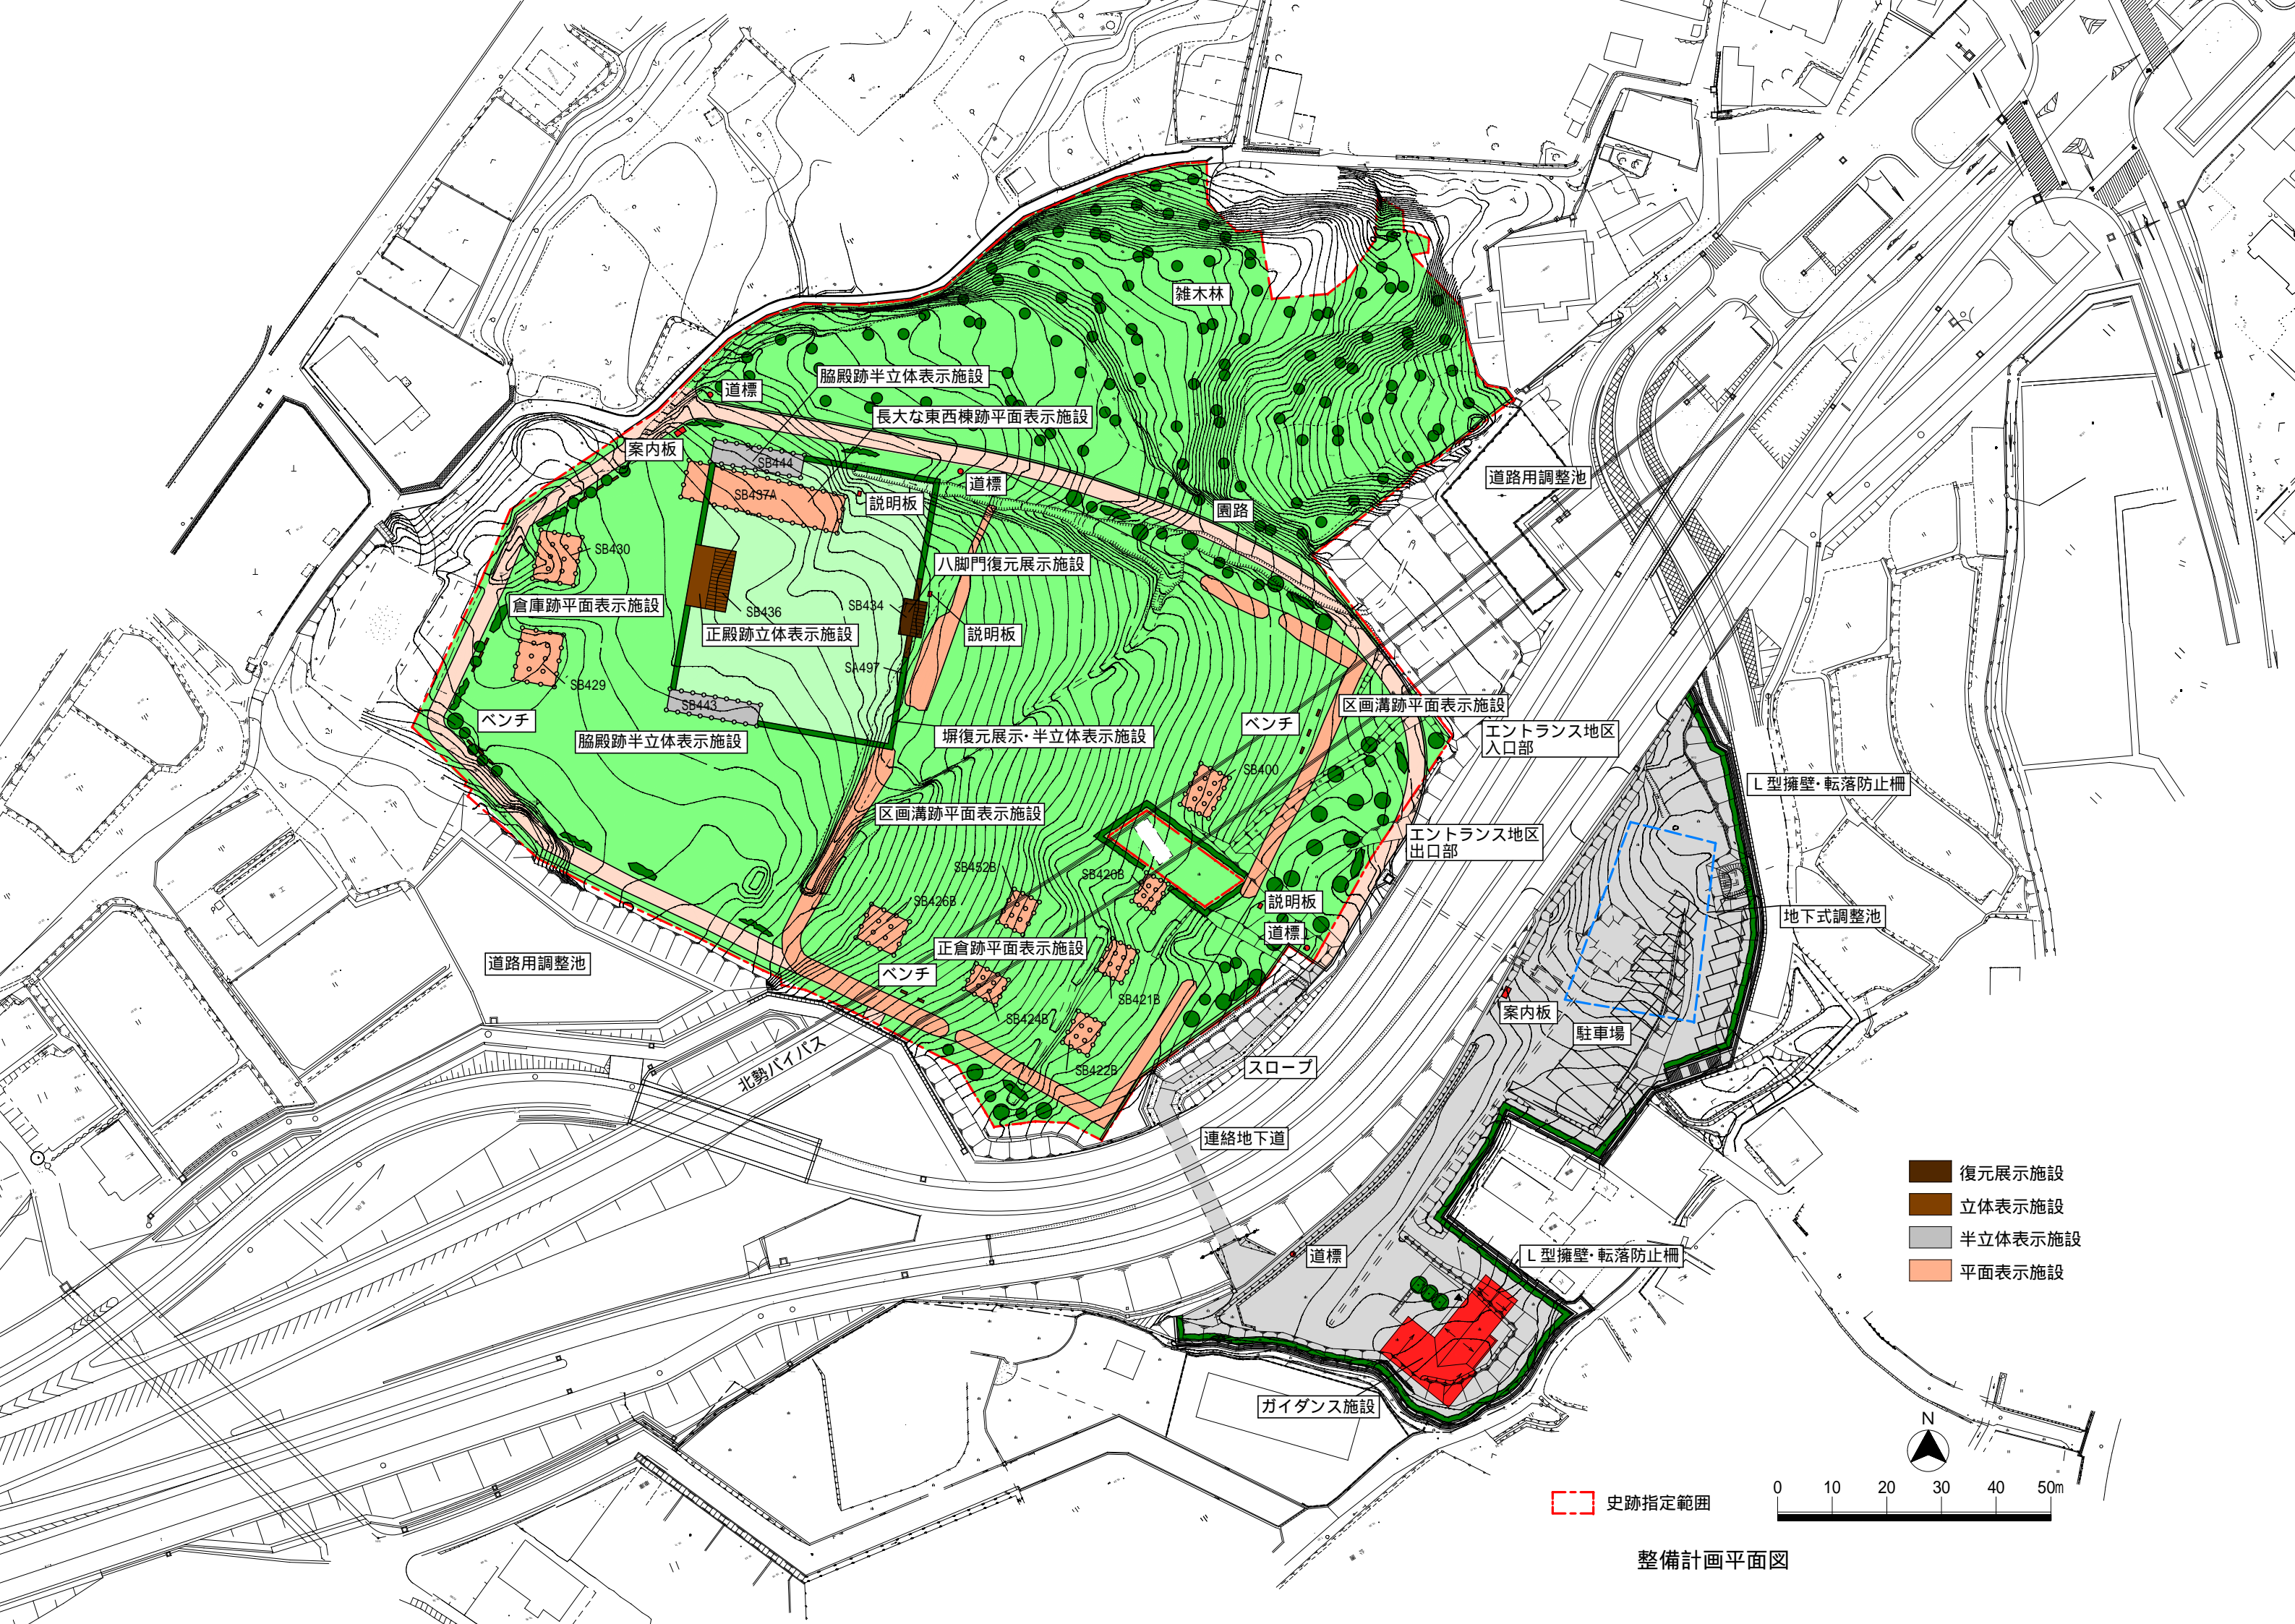 雑木林
脇殿跡半立体表示施設
道標
長大な東西棟跡平面表示施設
案内板
SB444
道標
道路用調整池
SB437A
説明板
園路
SB430
八脚門復元展示施設
倉庫跡平面表示施設
SB436
SB434
正殿跡立体表示施設
説明板
SA497
SB429
SB443
区画溝跡平面表示施設
ベンチ
ベンチ
脇殿跡半立体表示施設
塀復元展示・半立体表示施設
エントランス地区
入口部
SB400
L型擁壁・転落防止柵
区画溝跡平面表示施設
エントランス地区
出口部
SB452B
SB420B
SB426B
説明板
地下式調整池
道標
正倉跡平面表示施設
道路用調整池
ベンチ
SB421B
案内板
SB424B
駐車場
北勢バイパス
SB422B
スロープ
連絡地下道
復元展示施設
立体表示施設
半立体表示施設
平面表示施設
道標
L型擁壁・転落防止柵
ガイダンス施設
N
0 10 20 30 40 50m
史跡指定範囲
整備計画平面図